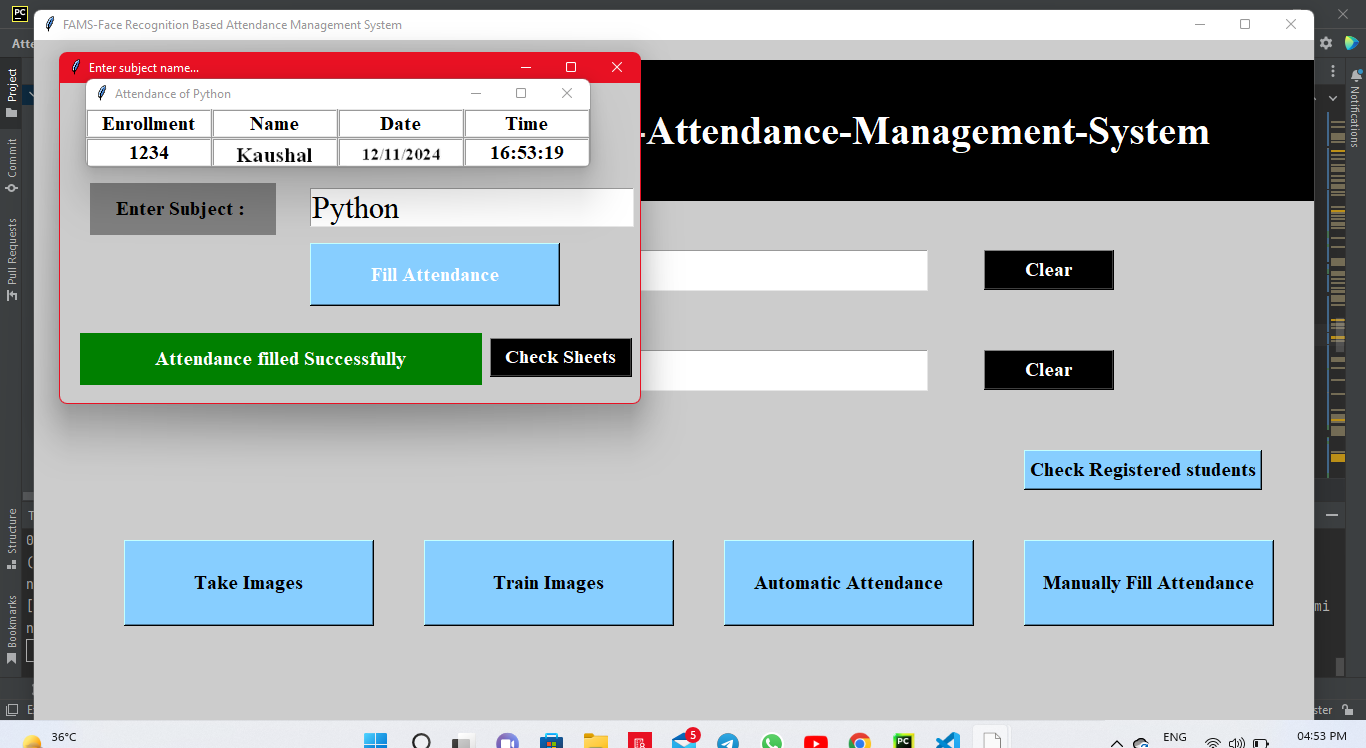 PC
FAMS-Face Recognition Based Attendance Management System
Atte
Enter subject name...
Attendance of Python
Enrollment Name Date Time
1234 Kaushal 12/11/2024 16:53:19
-Attendance-Management-System
Enter Subject : Python
Fill Attendance
Clear
Attendance filled Successfully
Check Sheets
Clear
Check Registered students
Take Images
Train Images
Automatic Attendance
Manually Fill Attendance
Project
Commit
Pull Requests
Structure
Bookmarks
Notifications
mi
ster
36°C
5
PC
ENG
04:53 PM